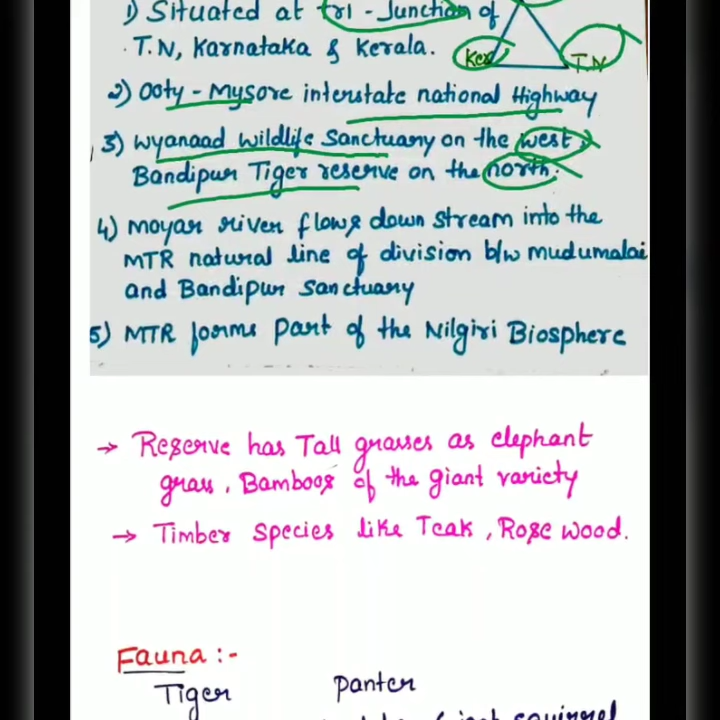 1) Situated at tri - Junction of
T.N, Karnataka & Kerala.
Ker
T.N
2) Ooty - Mysore interstate national Highway
3) Wyanaad Wildlife Sanctuary on the west,
Bandipur Tiger reserve on the north.
4) Moyar river flows down stream into the
MTR natural line of division b/w mudumalai
and Bandipur Sanctuary
5) MTR forms part of the Nilgiri Biosphere
→ Reserve has Tall grasses as elephant
grass, Bamboos of the giant variety
→ Timber species like Teak, Rose wood.
Fauna :-
Tiger
panter
giant squirrel